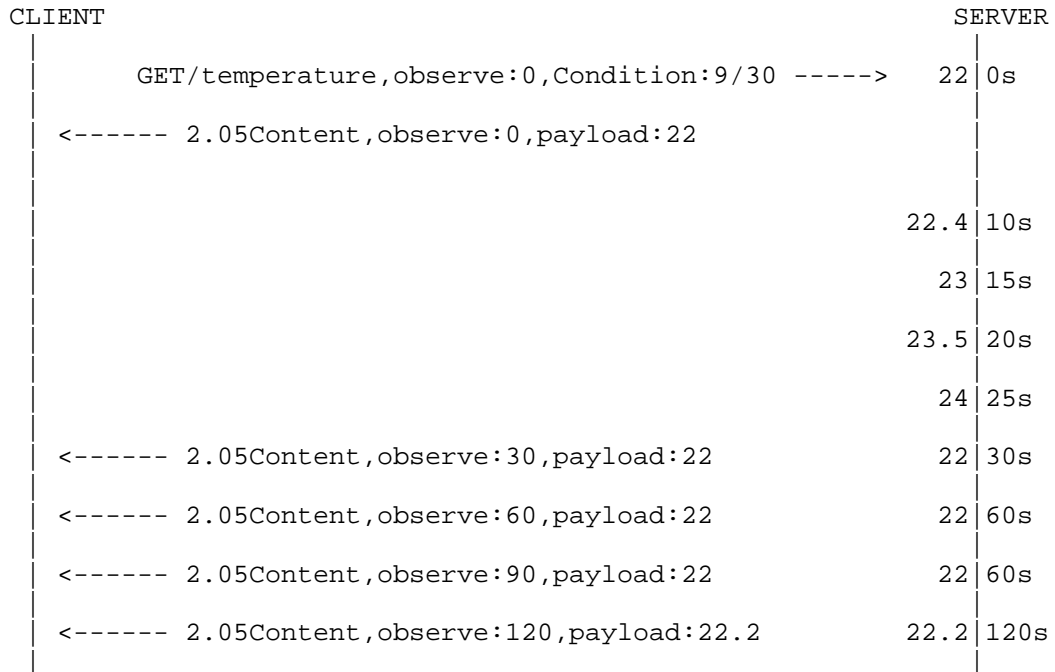 CLIENT SERVER
GET/temperature,observe:0,Condition:9/30 -----> 22|0s
<------ 2.05Content,observe:0,payload:22
22.4|10s
23|15s
23.5|20s
24|25s
<------ 2.05Content,observe:30,payload:22 22|30s
<------ 2.05Content,observe:60,payload:22 22|60s
<------ 2.05Content,observe:90,payload:22 22|60s
<------ 2.05Content,observe:120,payload:22.2 22.2|120s